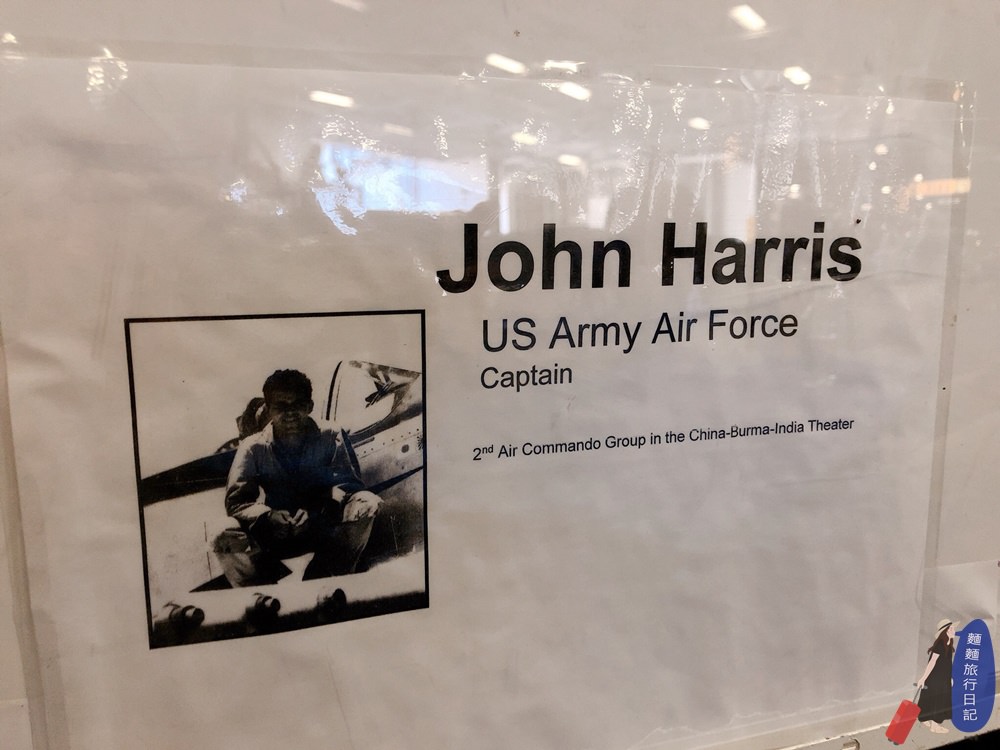 John Harris
US Army Air Force
Captain
2nd Air Commando Group in the China-Burma-India Theater
麵麵旅行日記